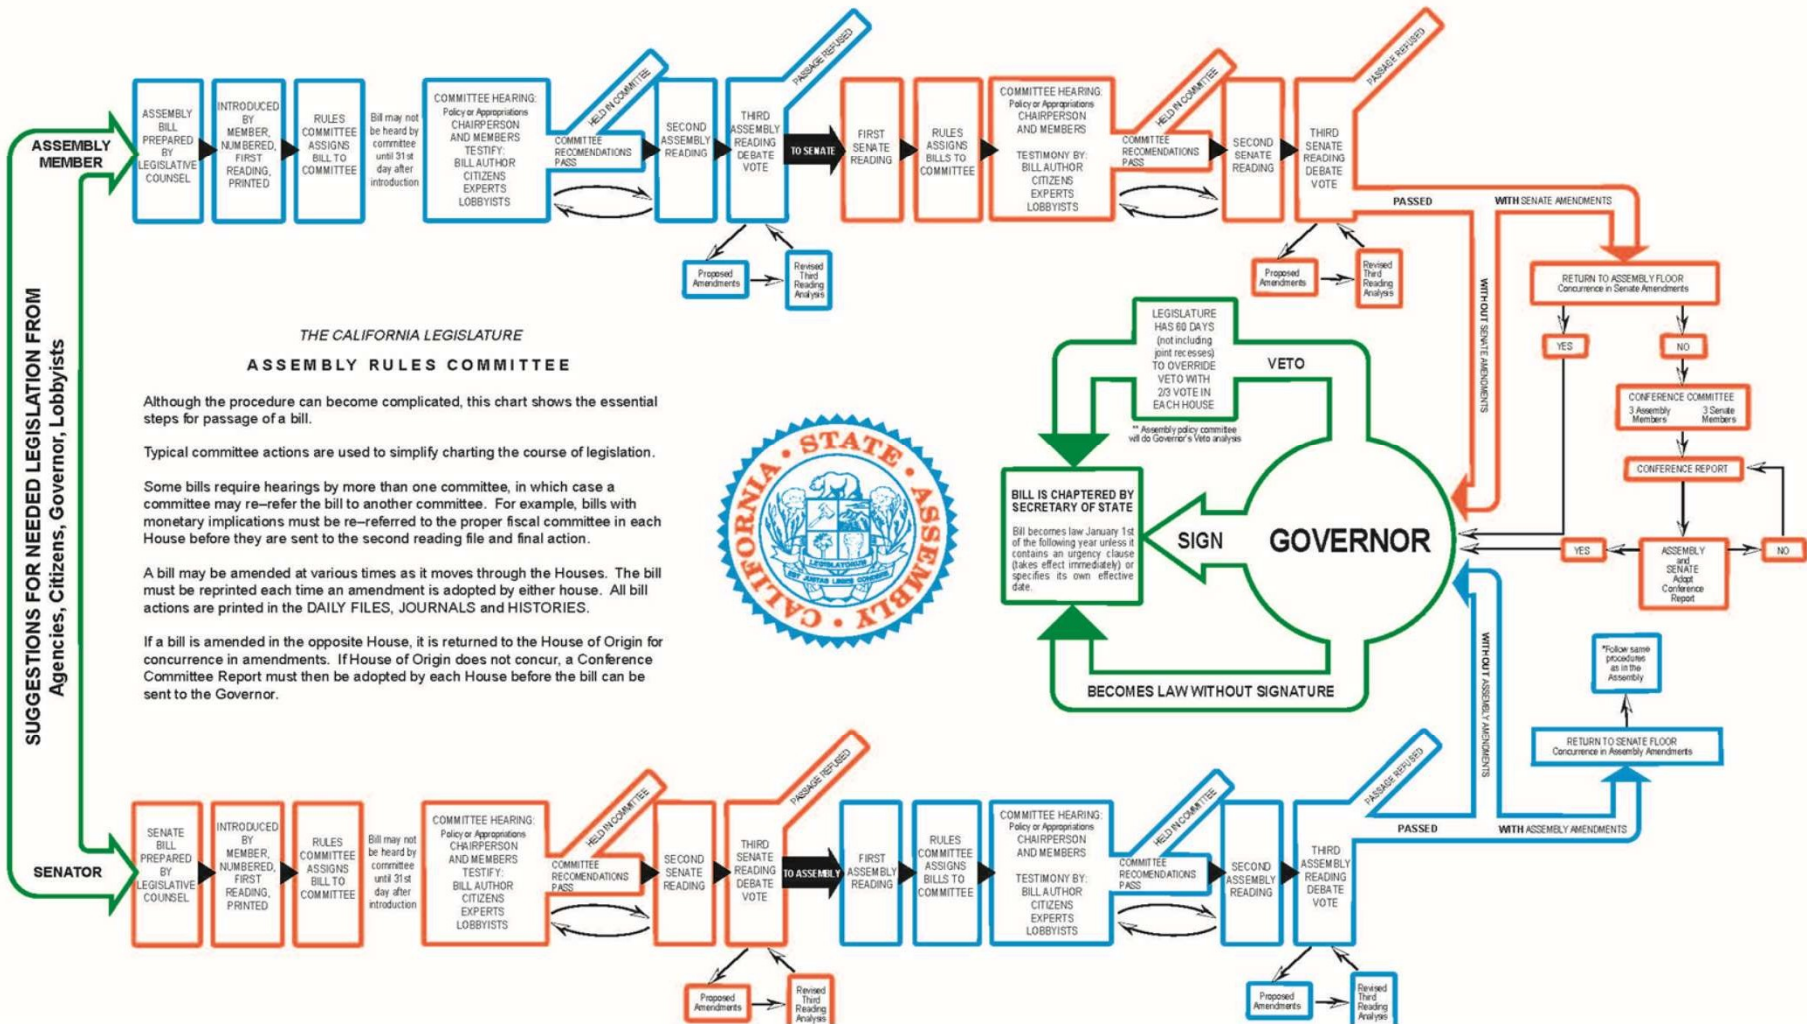 SUGGESTIONS FOR NEEDED LEGISLATION FROM
Agencies, Citizens, Governor, Lobbyists
ASSEMBLY
MEMBER
ASSEMBLY
BILL
PREPARED
BY
LEGISLATIVE
COUNSEL
INTRODUCED
BY
MEMBER,
NUMBERED,
FIRST
READING,
PRINTED
RULES
COMMITTEE
ASSIGNS
BILL TO
COMMITTEE
Bill may not
be heard by
committee
until 31st
day after
introduction
COMMITTEE HEARING:
Policy or Appropriations
CHAIRPERSON
AND MEMBERS
TESTIFY:
BILL AUTHOR
CITIZENS
EXPERTS
LOBBYISTS
HELD IN COMMITTEE
COMMITTEE
RECOMENDATIONS
PASS
SECOND
ASSEMBLY
READING
PASSAGE REFUSED
THIRD
ASSEMBLY
READING
DEBATE
VOTE
Proposed
Amendments
Revised
Third
Reading
Analysis
TO SENATE
FIRST
SENATE
READING
RULES
ASSIGNS
BILLS TO
COMMITTEE
COMMITTEE HEARING:
Policy or Appropriations
CHAIRPERSON
AND MEMBERS
TESTIMONY BY:
BILL AUTHOR
CITIZENS
EXPERTS
LOBBYISTS
HELD IN COMMITTEE
COMMITTEE
RECOMENDATIONS
PASS
SECOND
SENATE
READING
PASSAGE REFUSED
THIRD
SENATE
READING
DEBATE
VOTE
Proposed
Amendments
Revised
Third
Reading
Analysis
PASSED
WITH SENATE AMENDMENTS
WITHOUT SENATE AMENDMENTS
RETURN TO ASSEMBLY FLOOR
Concurrence in Senate Amendments
YES
NO
CONFERENCE COMMITTEE
3 Assembly
Members
3 Senate
Members
CONFERENCE REPORT
ASSEMBLY
and
SENATE
Adopt
Conference
Report
YES
NO
THE CALIFORNIA LEGISLATURE
ASSEMBLY RULES COMMITTEE
Although the procedure can become complicated, this chart shows the essential
steps for passage of a bill.
Typical committee actions are used to simplify charting the course of legislation.
Some bills require hearings by more than one committee, in which case a
committee may re–refer the bill to another committee. For example, bills with
monetary implications must be re–referred to the proper fiscal committee in each
House before they are sent to the second reading file and final action.
A bill may be amended at various times as it moves through the Houses. The bill
must be reprinted each time an amendment is adopted by either house. All bill
actions are printed in the DAILY FILES, JOURNALS and HISTORIES.
If a bill is amended in the opposite House, it is returned to the House of Origin for
concurrence in amendments. If House of Origin does not concur, a Conference
Committee Report must then be adopted by each House before the bill can be
sent to the Governor.
CALIFORNIA • STATE • ASSEMBLY
LEGISLATORUM
EST JUSTAS LEGES CONDERE
LEGISLATURE
HAS 60 DAYS
(not including
joint recesses)
TO OVERRIDE
VETO WITH
2/3 VOTE IN
EACH HOUSE
** Assembly policy committee
will do Governor's Veto analysis
VETO
BILL IS CHAPTERED BY
SECRETARY OF STATE
Bill becomes law January 1st
of the following year unless it
contains an urgency clause
(takes effect immediately) or
specifies its own effective
date.
SIGN
GOVERNOR
BECOMES LAW WITHOUT SIGNATURE
SENATOR
SENATE
BILL
PREPARED
BY
LEGISLATIVE
COUNSEL
INTRODUCED
BY
MEMBER,
NUMBERED,
FIRST
READING,
PRINTED
RULES
COMMITTEE
ASSIGNS
BILL TO
COMMITTEE
Bill may not
be heard by
committee
until 31st
day after
introduction
COMMITTEE HEARING:
Policy or Appropriations
CHAIRPERSON
AND MEMBERS
TESTIFY:
BILL AUTHOR
CITIZENS
EXPERTS
LOBBYISTS
HELD IN COMMITTEE
COMMITTEE
RECOMENDATIONS
PASS
SECOND
SENATE
READING
PASSAGE REFUSED
THIRD
SENATE
READING
DEBATE
VOTE
Proposed
Amendments
Revised
Third
Reading
Analysis
TO ASSEMBLY
FIRST
ASSEMBLY
READING
RULES
COMMITTEE
ASSIGNS
BILLS TO
COMMITTEE
COMMITTEE HEARING:
Policy or Appropriations
CHAIRPERSON
AND MEMBERS
TESTIMONY BY:
BILL AUTHOR
CITIZENS
EXPERTS
LOBBYISTS
HELD IN COMMITTEE
COMMITTEE
RECOMENDATIONS
PASS
SECOND
ASSEMBLY
READING
PASSAGE REFUSED
THIRD
ASSEMBLY
READING
DEBATE
VOTE
Proposed
Amendments
Revised
Third
Reading
Analysis
PASSED
WITH ASSEMBLY AMENDMENTS
WITHOUT ASSEMBLY AMENDMENTS
RETURN TO SENATE FLOOR
Concurrence in Assembly Amendments
*Follow same
procedures
as in the
Assembly